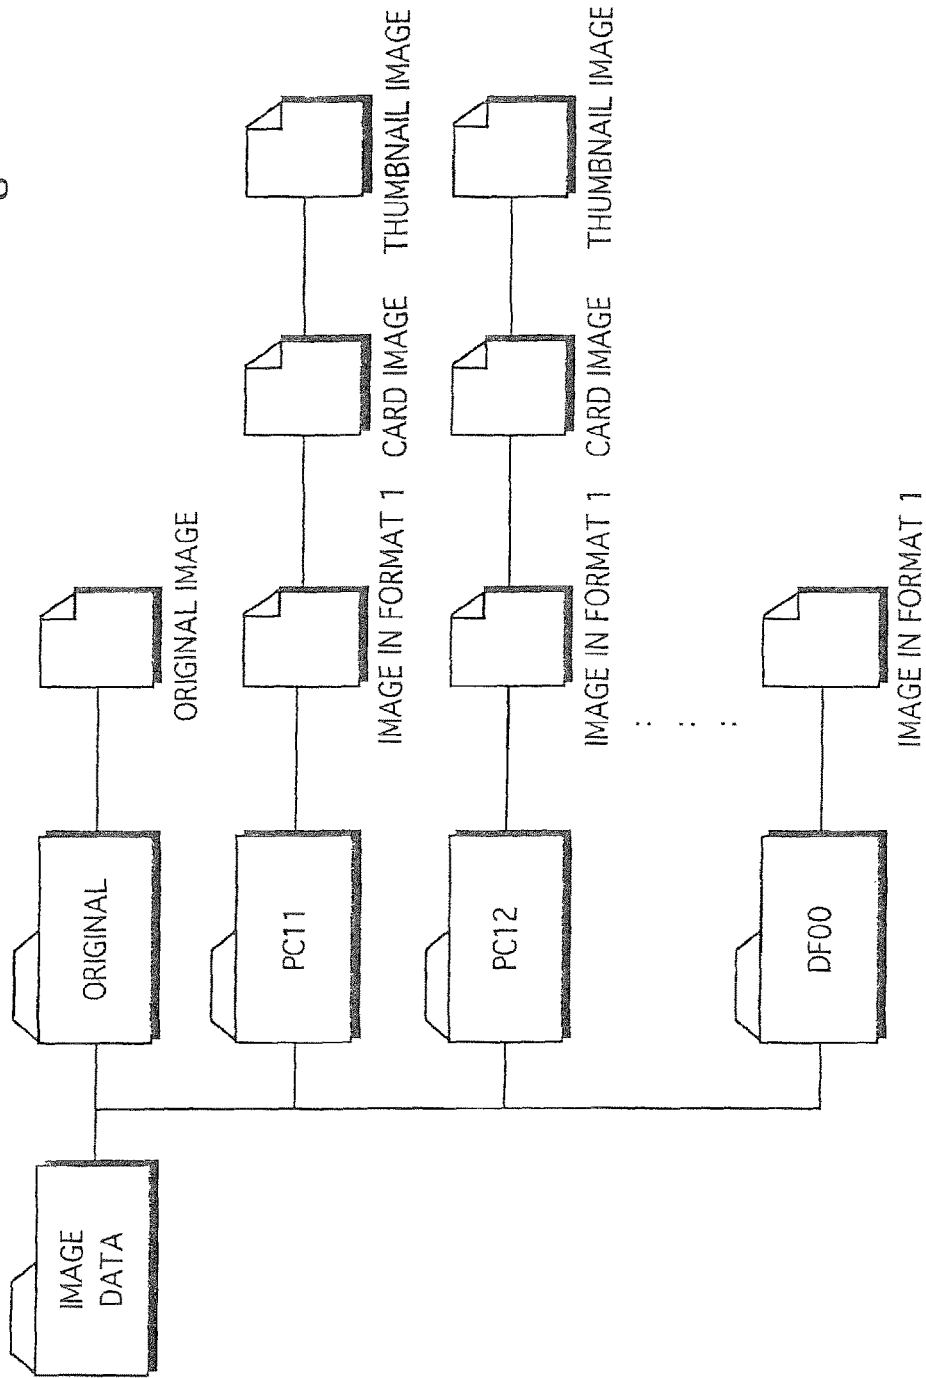 IMAGE
DATA
ORIGINAL
ORIGINAL IMAGE
PC11
IMAGE IN FORMAT 1
CARD IMAGE
THUMBNAIL IMAGE
PC12
IMAGE IN FORMAT 1
CARD IMAGE
THUMBNAIL IMAGE
DF00
IMAGE IN FORMAT 1